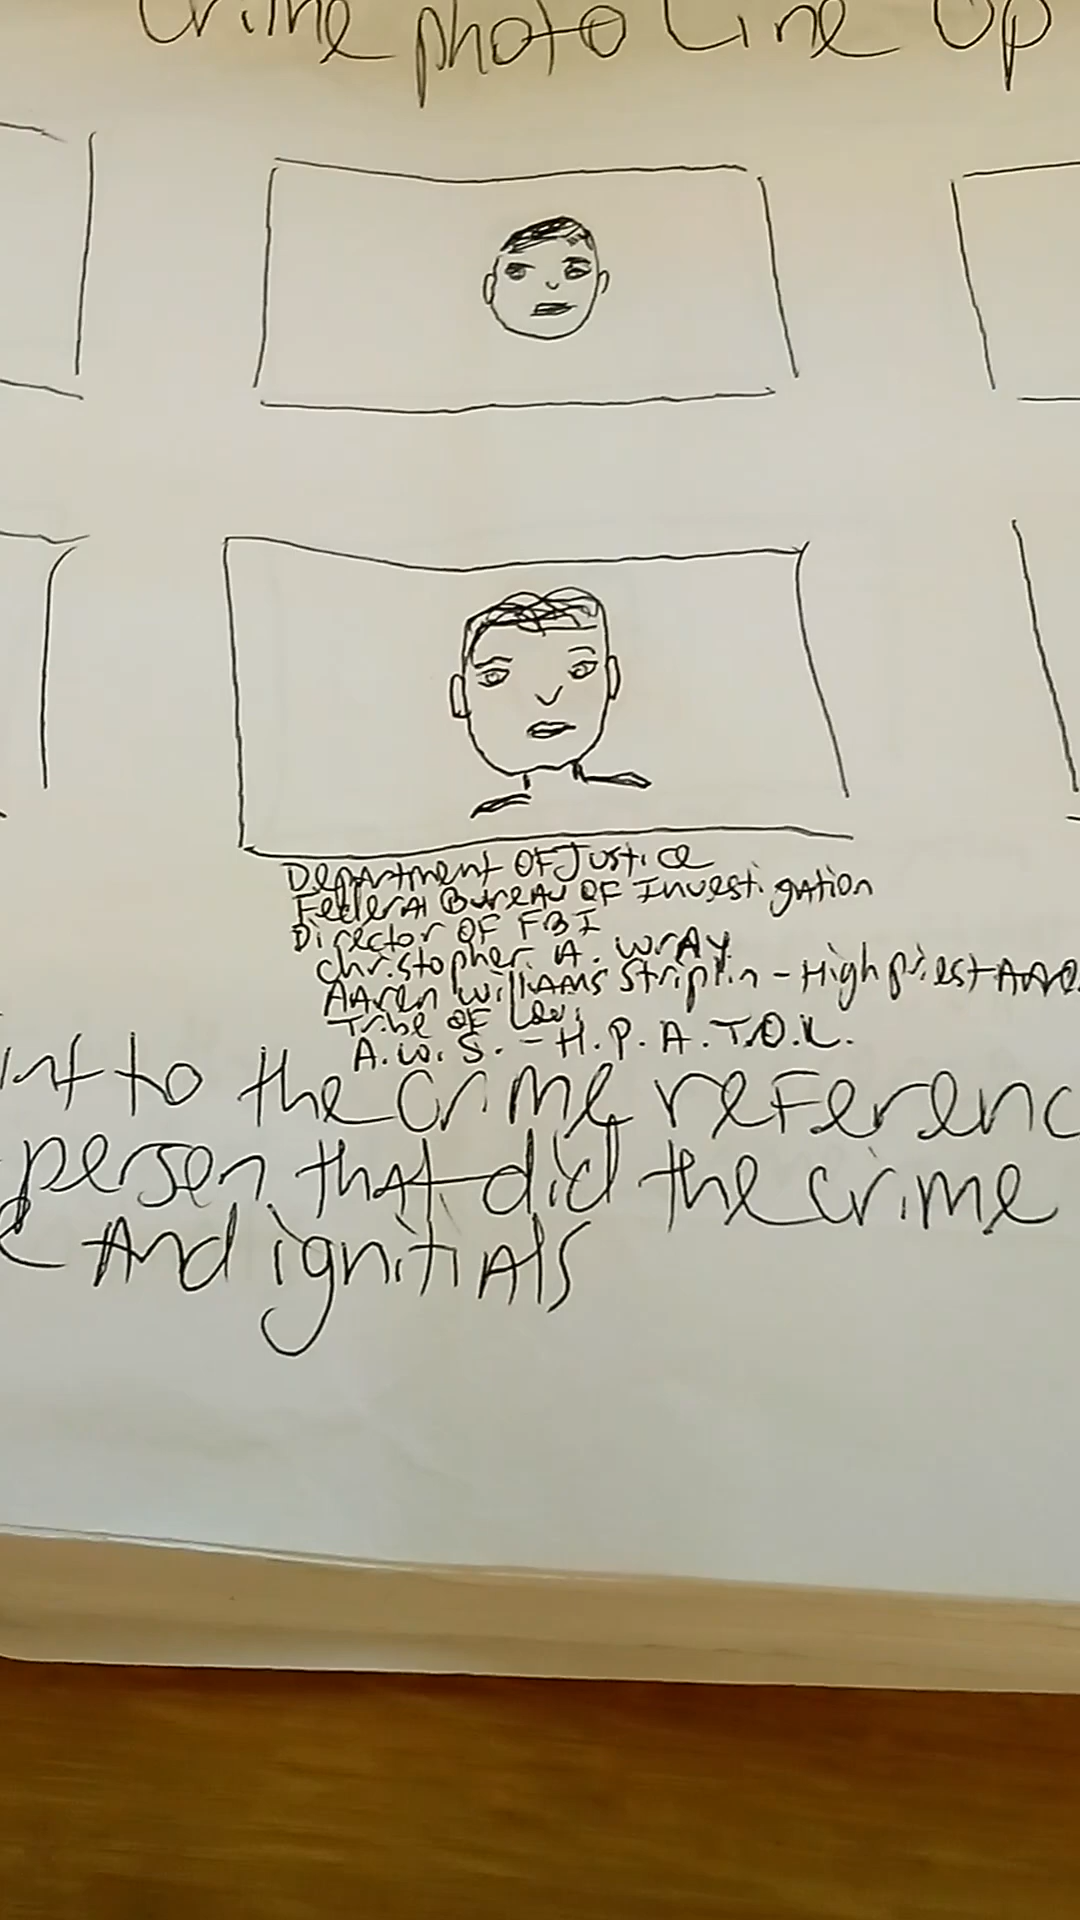 Crime photo Line Up
Department OF Justice
Federal Bureau OF Investigation
Director OF FBI
Christopher A. Wray
Aaren Williams Striplin - High priest
Tribe OF Levi
A.W.S. - H.P.A.T.O.L.
to the crime referenc
person that did the crime
And ignitials